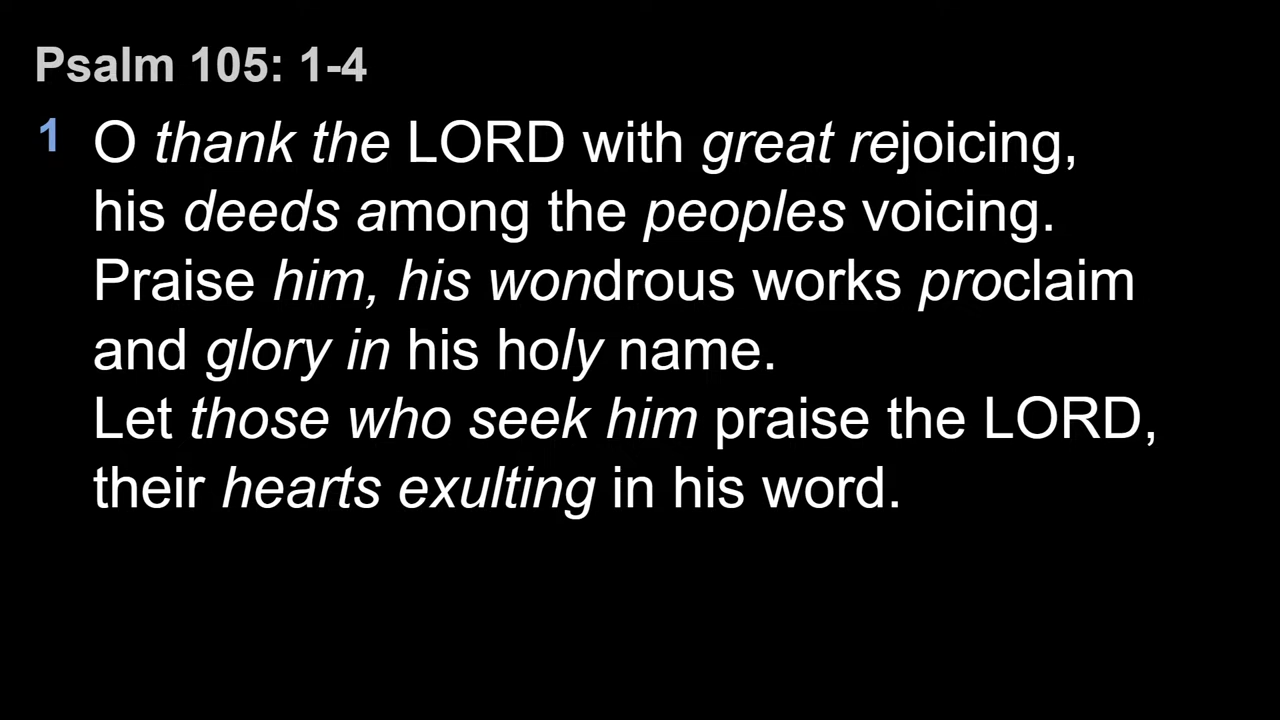 Psalm 105: 1-4
1 O thank the LORD with great rejoicing,
his deeds among the peoples voicing.
Praise him, his wondrous works proclaim
and glory in his holy name.
Let those who seek him praise the LORD,
their hearts exulting in his word.